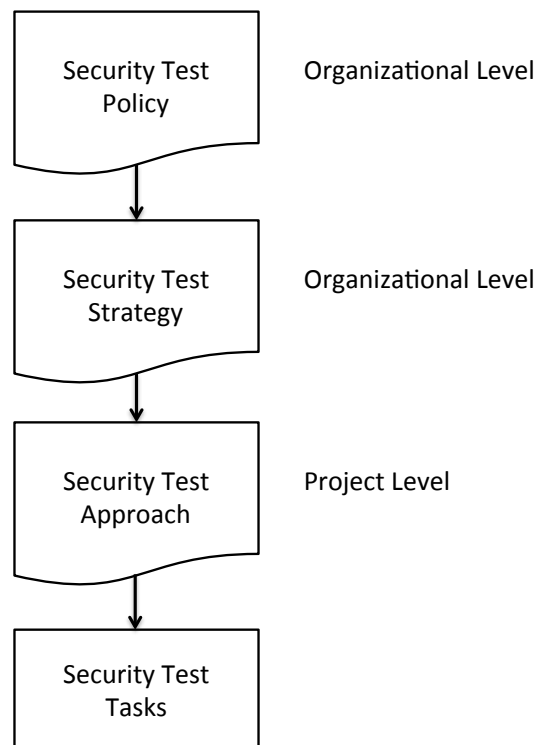 Security Test
Policy
Organizational Level
Security Test
Strategy
Organizational Level
Security Test
Approach
Project Level
Security Test
Tasks